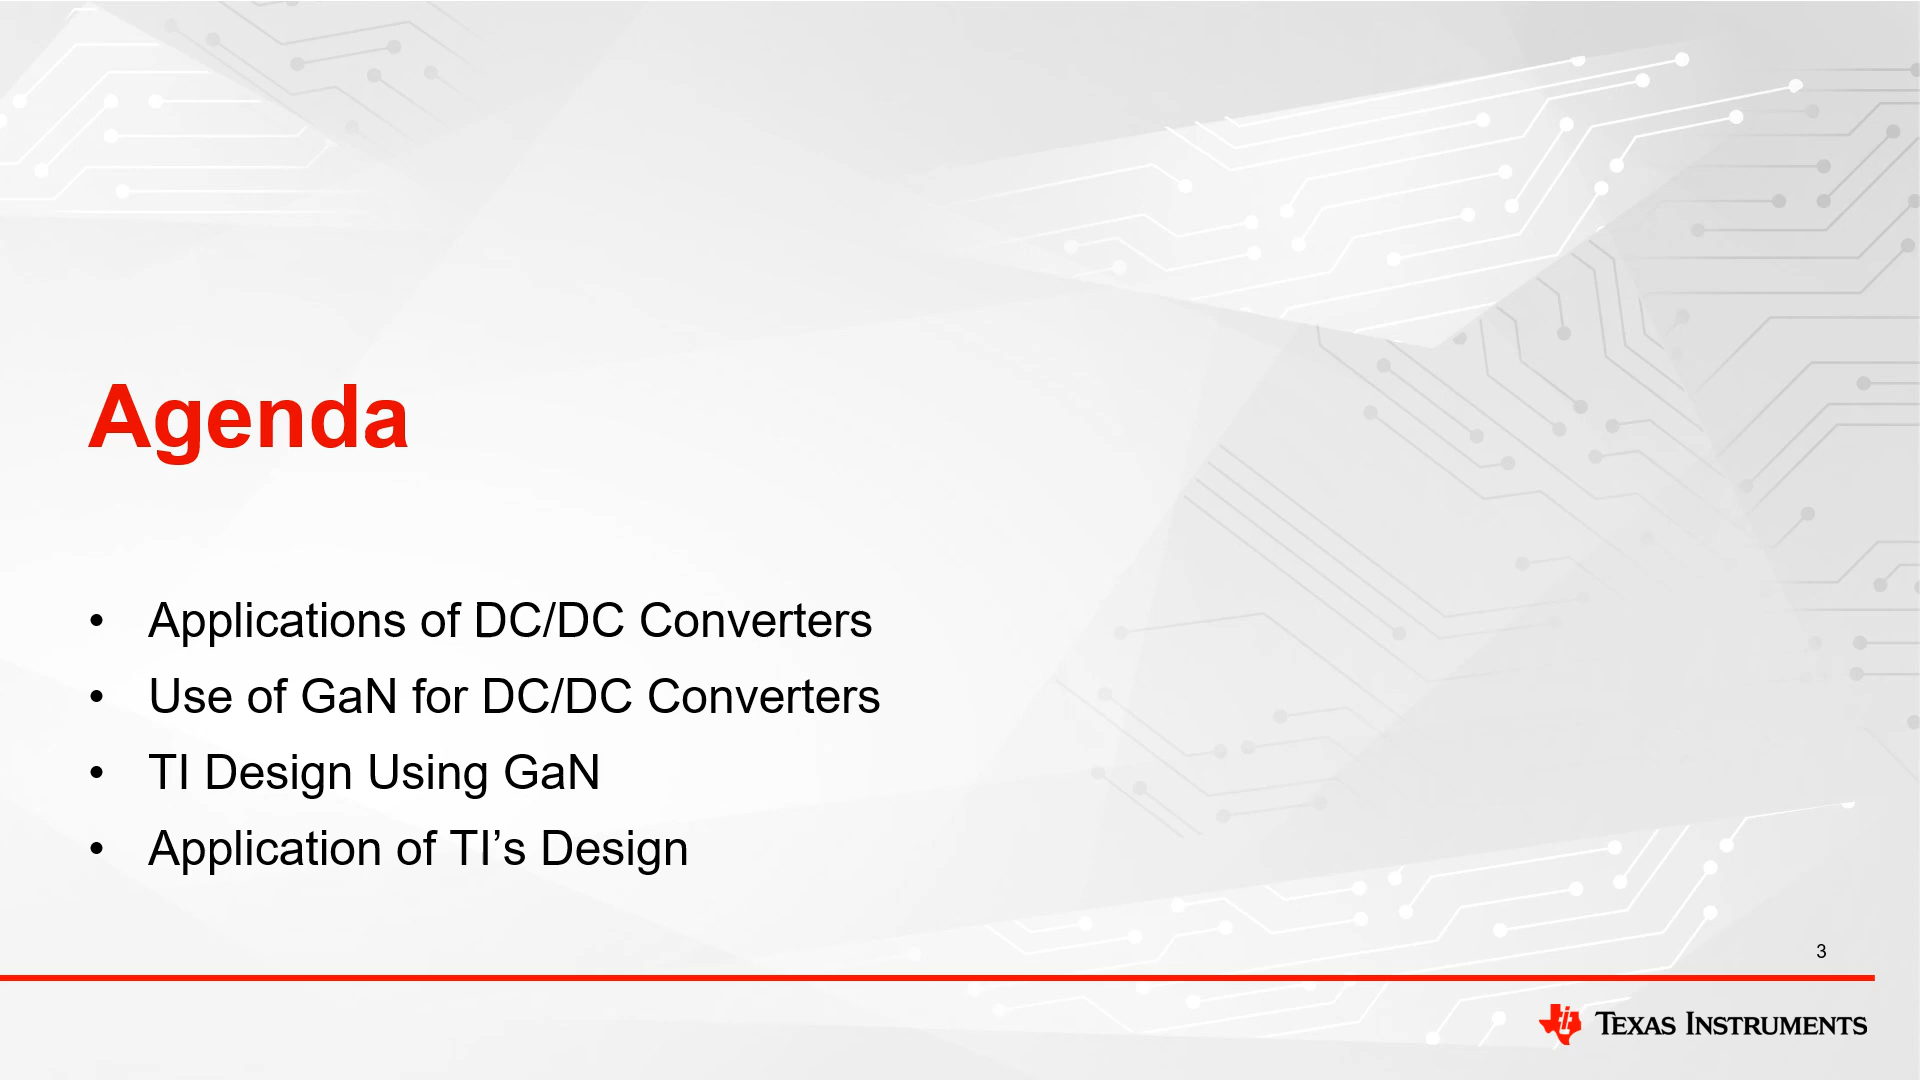 Agenda
• Applications of DC/DC Converters
• Use of GaN for DC/DC Converters
• TI Design Using GaN
• Application of TI’s Design
3
TEXAS INSTRUMENTS